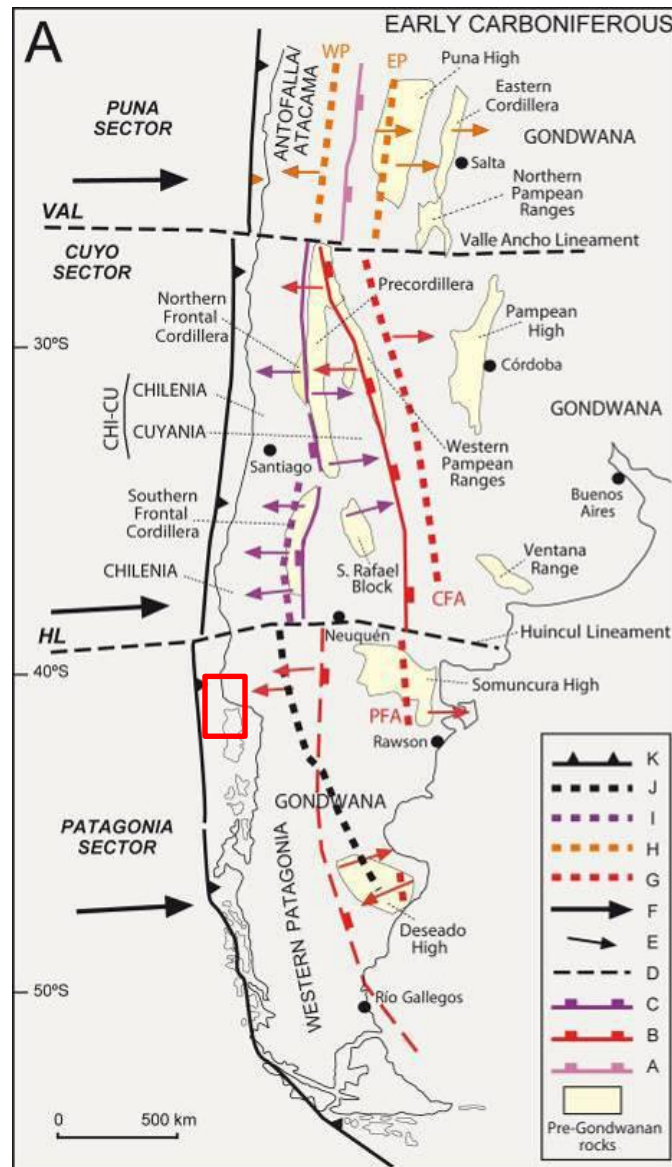 A
EARLY CARBONIFEROUS
PUNA
SECTOR
ANTOFALLA/
ATACAMA
WP
EP
Puna High
Eastern
Cordillera
GONDWANA
Salta
Northern
Pampean
Ranges
VAL
Valle Ancho Lineament
CUYO
SECTOR
Northern
Frontal
Cordillera
Precordillera
Pampean
High
30°S
Córdoba
CHI-CU
CHILENIA
CUYANIA
GONDWANA
Santiago
Western
Pampean
Ranges
Buenos
Aires
Southern
Frontal
Cordillera
S. Rafael
Block
Ventana
Range
CHILENIA
CFA
HL
Neuquén
Huincul Lineament
40°S
Somuncura High
PFA
Rawson
GONDWANA
PATAGONIA
SECTOR
WESTERN PATAGONIA
Deseado
High
50°S
Río Gallegos
0 500 km
K
J
I
H
G
F
E
D
C
B
A
Pre-Gondwanan
rocks